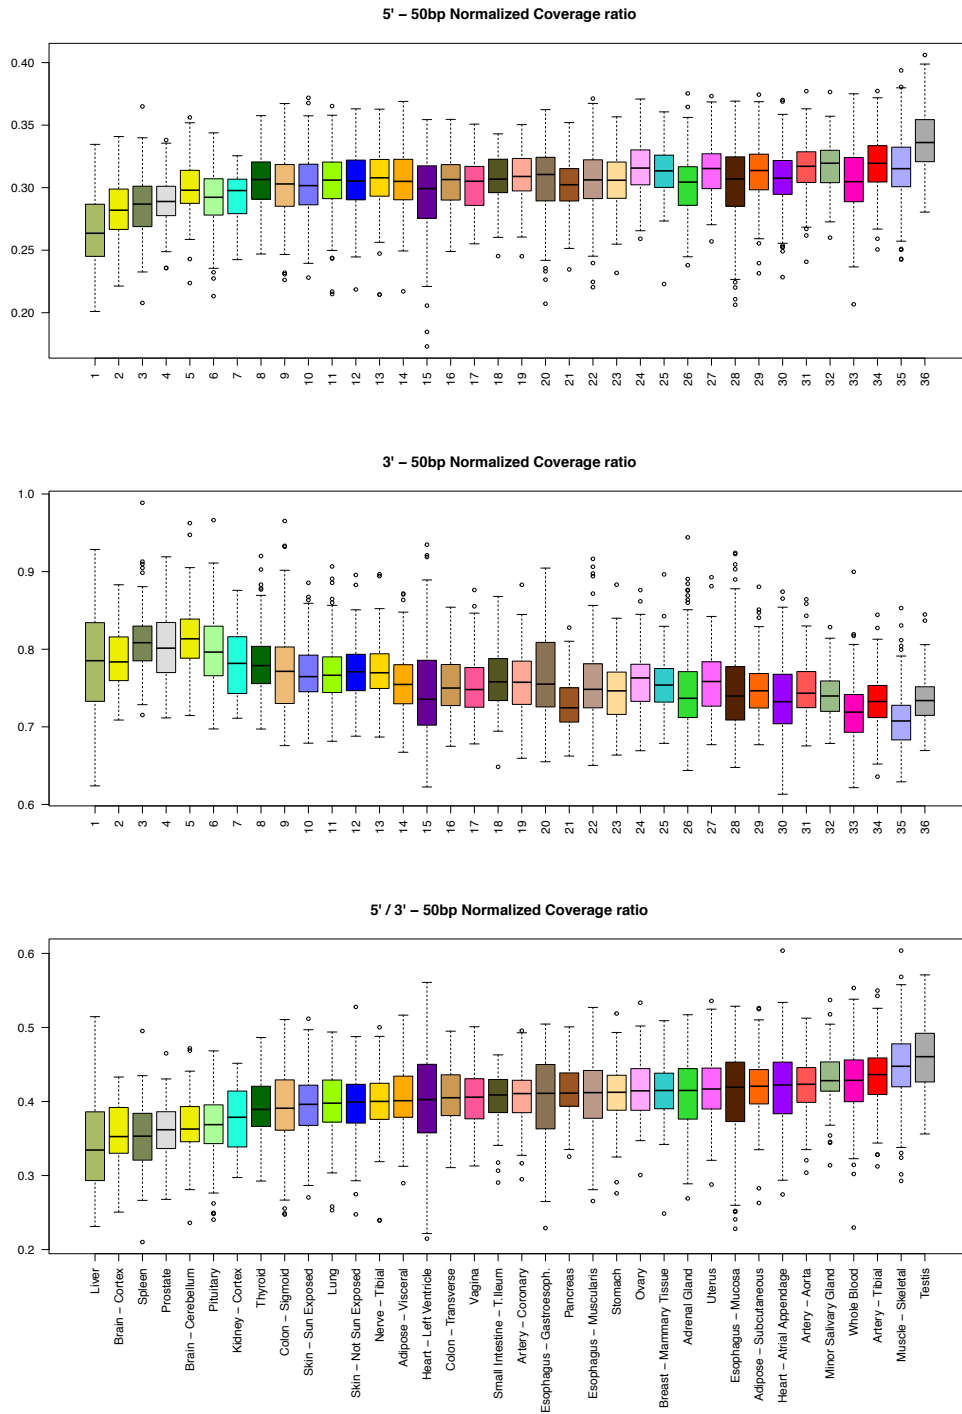 5' – 50bp Normalized Coverage ratio
0.40
0.35
0.30
0.25
0.20
1 2 3 4 5 6 7 8 9 10 11 12 13 14 15 16 17 18 19 20 21 22 23 24 25 26 27 28 29 30 31 32 33 34 35 36
3' – 50bp Normalized Coverage ratio
1.0
0.9
0.8
0.7
0.6
1 2 3 4 5 6 7 8 9 10 11 12 13 14 15 16 17 18 19 20 21 22 23 24 25 26 27 28 29 30 31 32 33 34 35 36
5' / 3' – 50bp Normalized Coverage ratio
0.6
0.5
0.4
0.3
0.2
Liver
Brain – Cortex
Spleen
Prostate
Brain – Cerebellum
Pituitary
Kidney – Cortex
Thyroid
Colon – Sigmoid
Skin – Sun Exposed
Lung
Skin – Not Sun Exposed
Nerve – Tibial
Adipose – Visceral
Heart – Left Ventricle
Colon – Transverse
Vagina
Small Intestine – T.Ileum
Artery – Coronary
Esophagus – Gastroesoph.
Pancreas
Esophagus – Muscularis
Stomach
Ovary
Breast – Mammary Tissue
Adrenal Gland
Uterus
Esophagus – Mucosa
Adipose – Subcutaneous
Heart – Atrial Appendage
Artery – Aorta
Minor Salivary Gland
Whole Blood
Artery – Tibial
Muscle – Skeletal
Testis